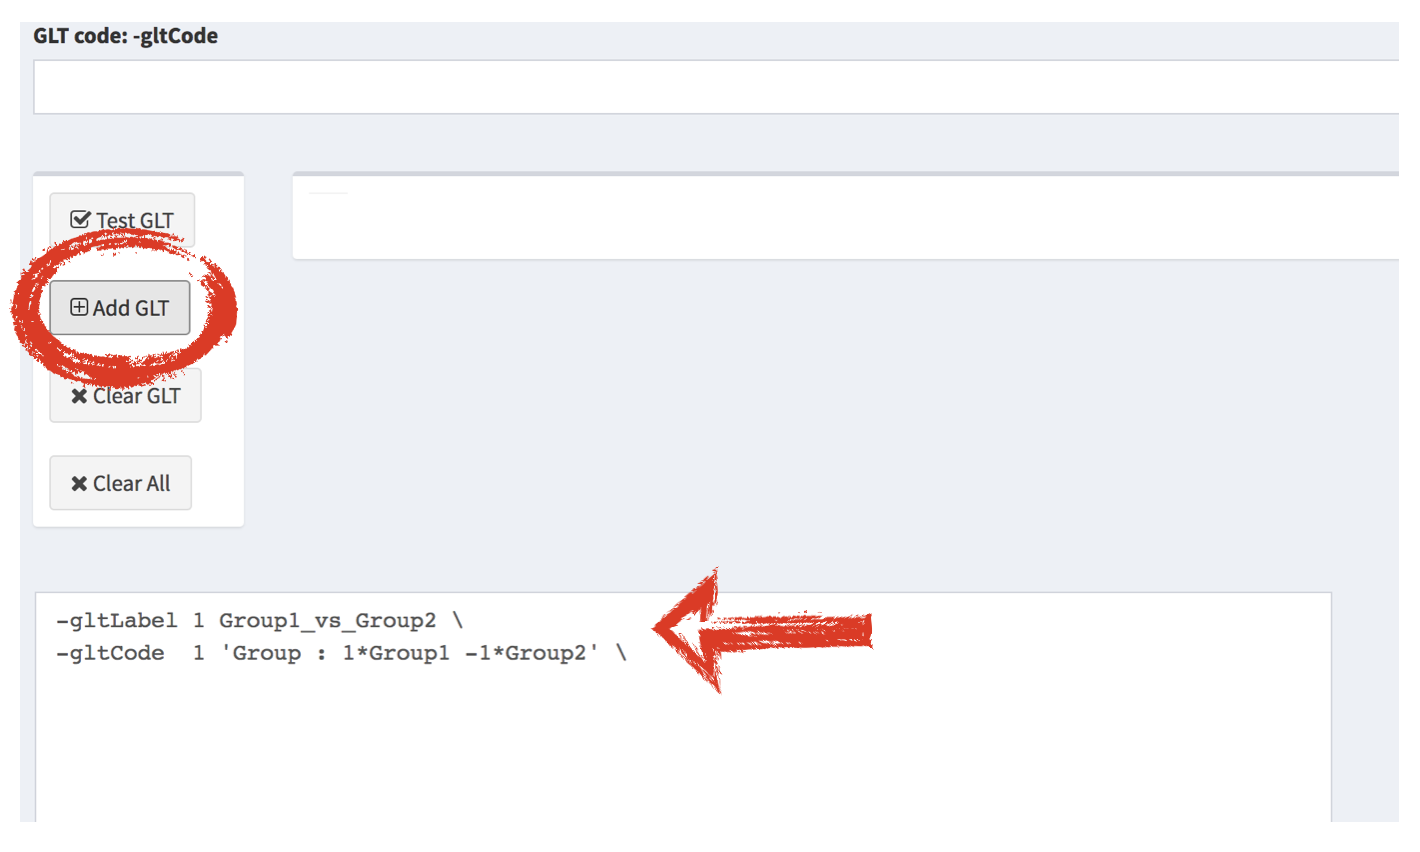 GLT code: -gltCode
Test GLT
Add GLT
Clear GLT
Clear All
-gltLabel 1 Group1_vs_Group2 \
-gltCode  1 'Group : 1*Group1 -1*Group2' \